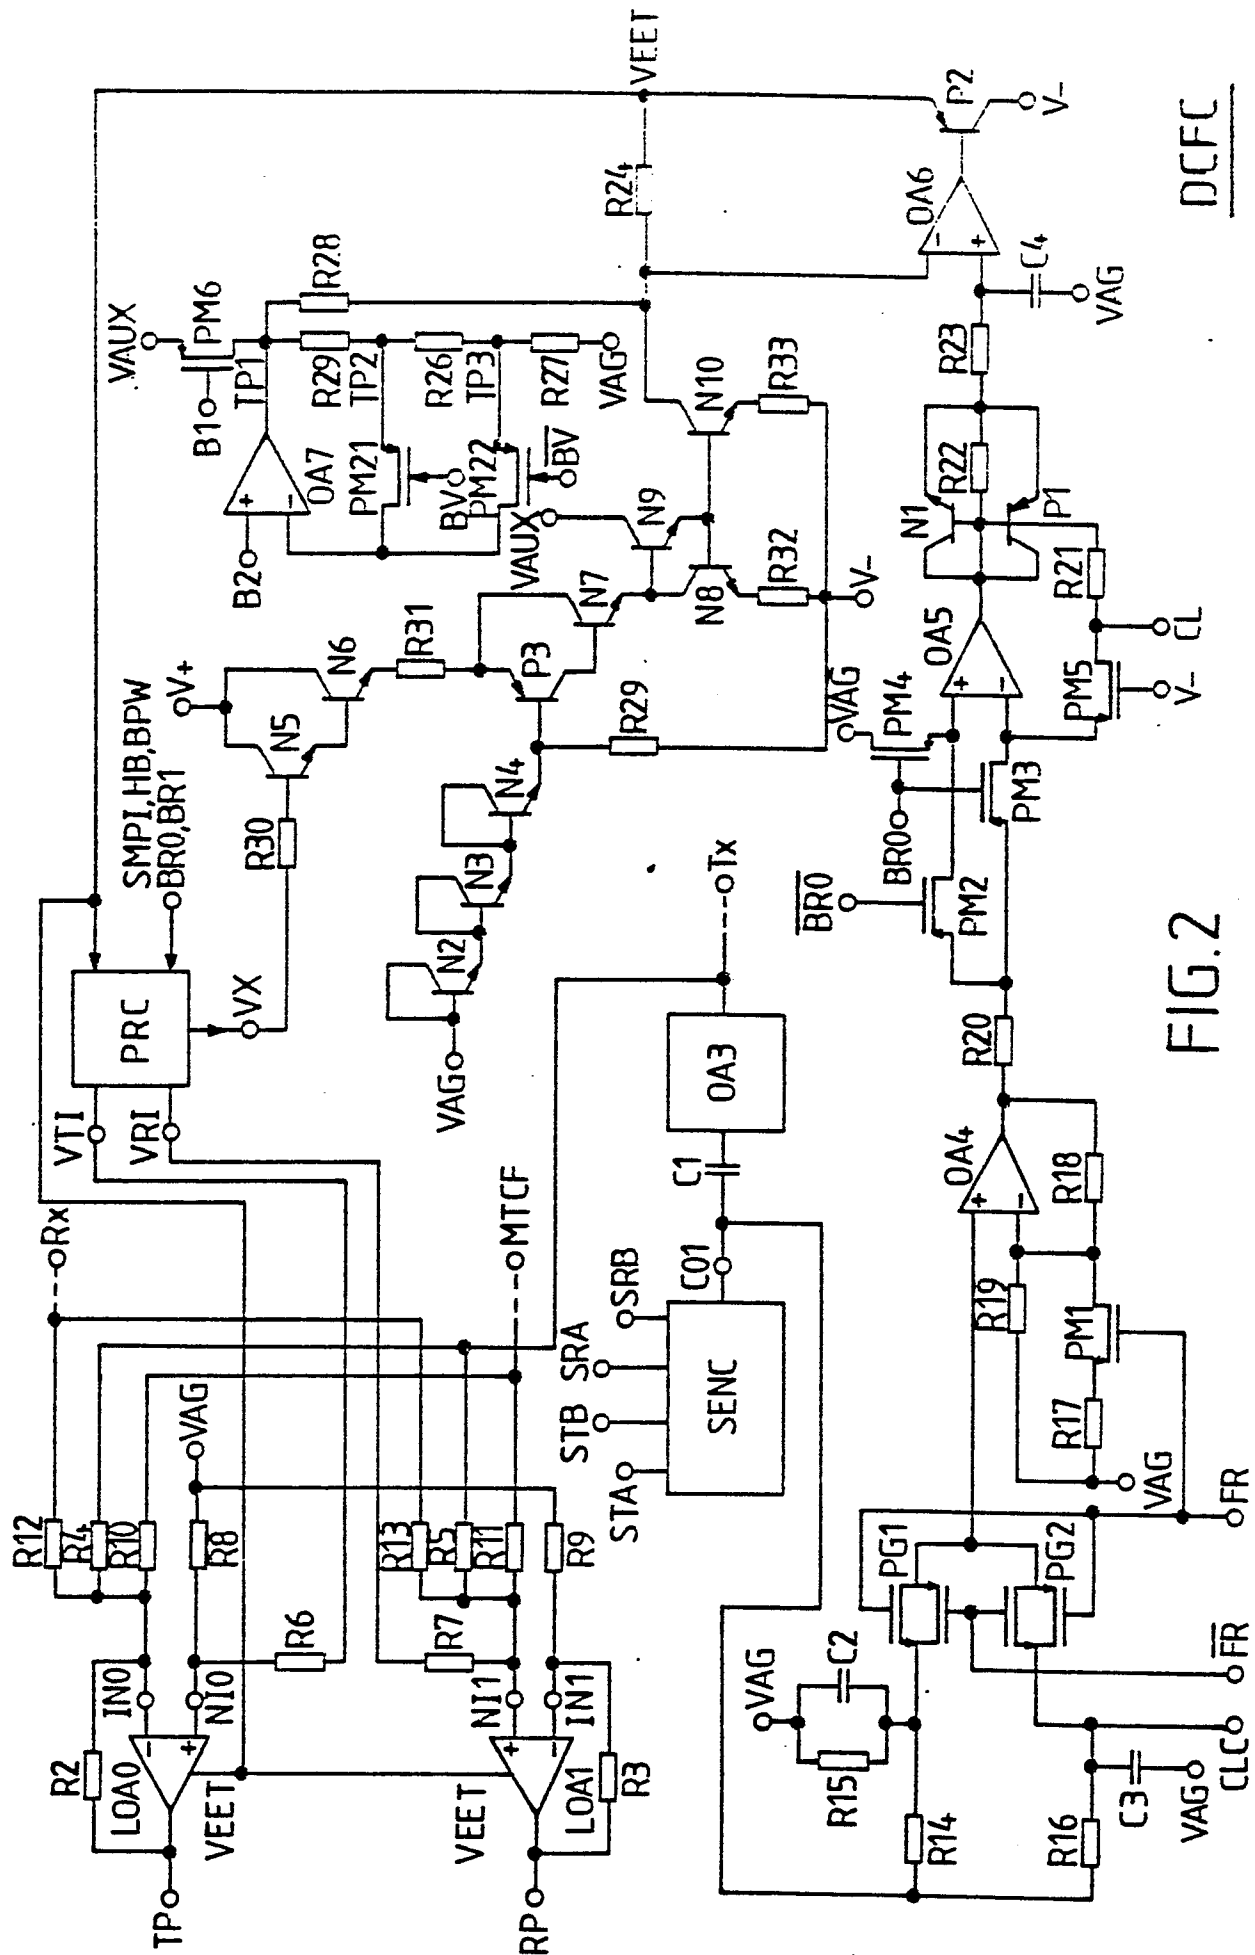 VAUX
B1
PM6
TP1
B2
OA7
R28
R29
TP2
PM21
BV
R26
TP3
PM22
B̅V̅
R27
VAG
VEET
R24
SMPI,HB,BPW
BR0,BR1
V+
PRC
VX
VTI
VRI
R30
N5
N6
R31
VAUX
N9
N7
P3
N10
N8
R32
R33
V-
VAG
N2
N3
N4
R29
OA6
P2
V-
C4
VAG
R23
Rx
MTCF
VAG
R12
R4
R10
R8
R6
R13
R5
R11
R9
R7
R2
IN0
NI0
LOA0
VEET
TP
NI1
IN1
VEET
LOA1
R3
RP
STA
STB
SRA
SRB
SENC
C01
C1
OA3
Tx
B̅R̅0̅
BR0
VAG
PM4
PM2
PM3
OA5
N1
R22
P1
R21
PM5
CL
V-
R20
OA4
R18
R19
PM1
R17
VAG
VAG
C2
R15
R14
PG1
PG2
R16
C3
VAG
CLC
F̅R̅
FR
FIG.2
DCFC